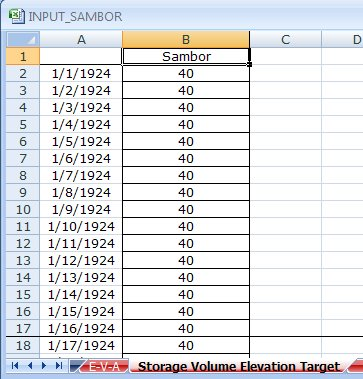 INPUT_SAMBOR
A B C D
1 Sambor
2 1/1/1924 40
3 1/2/1924 40
4 1/3/1924 40
5 1/4/1924 40
6 1/5/1924 40
7 1/6/1924 40
8 1/7/1924 40
9 1/8/1924 40
10 1/9/1924 40
11 1/10/1924 40
12 1/11/1924 40
13 1/12/1924 40
14 1/13/1924 40
15 1/14/1924 40
16 1/15/1924 40
17 1/16/1924 40
18 1/17/1924 40
E-V-A Storage Volume Elevation Target